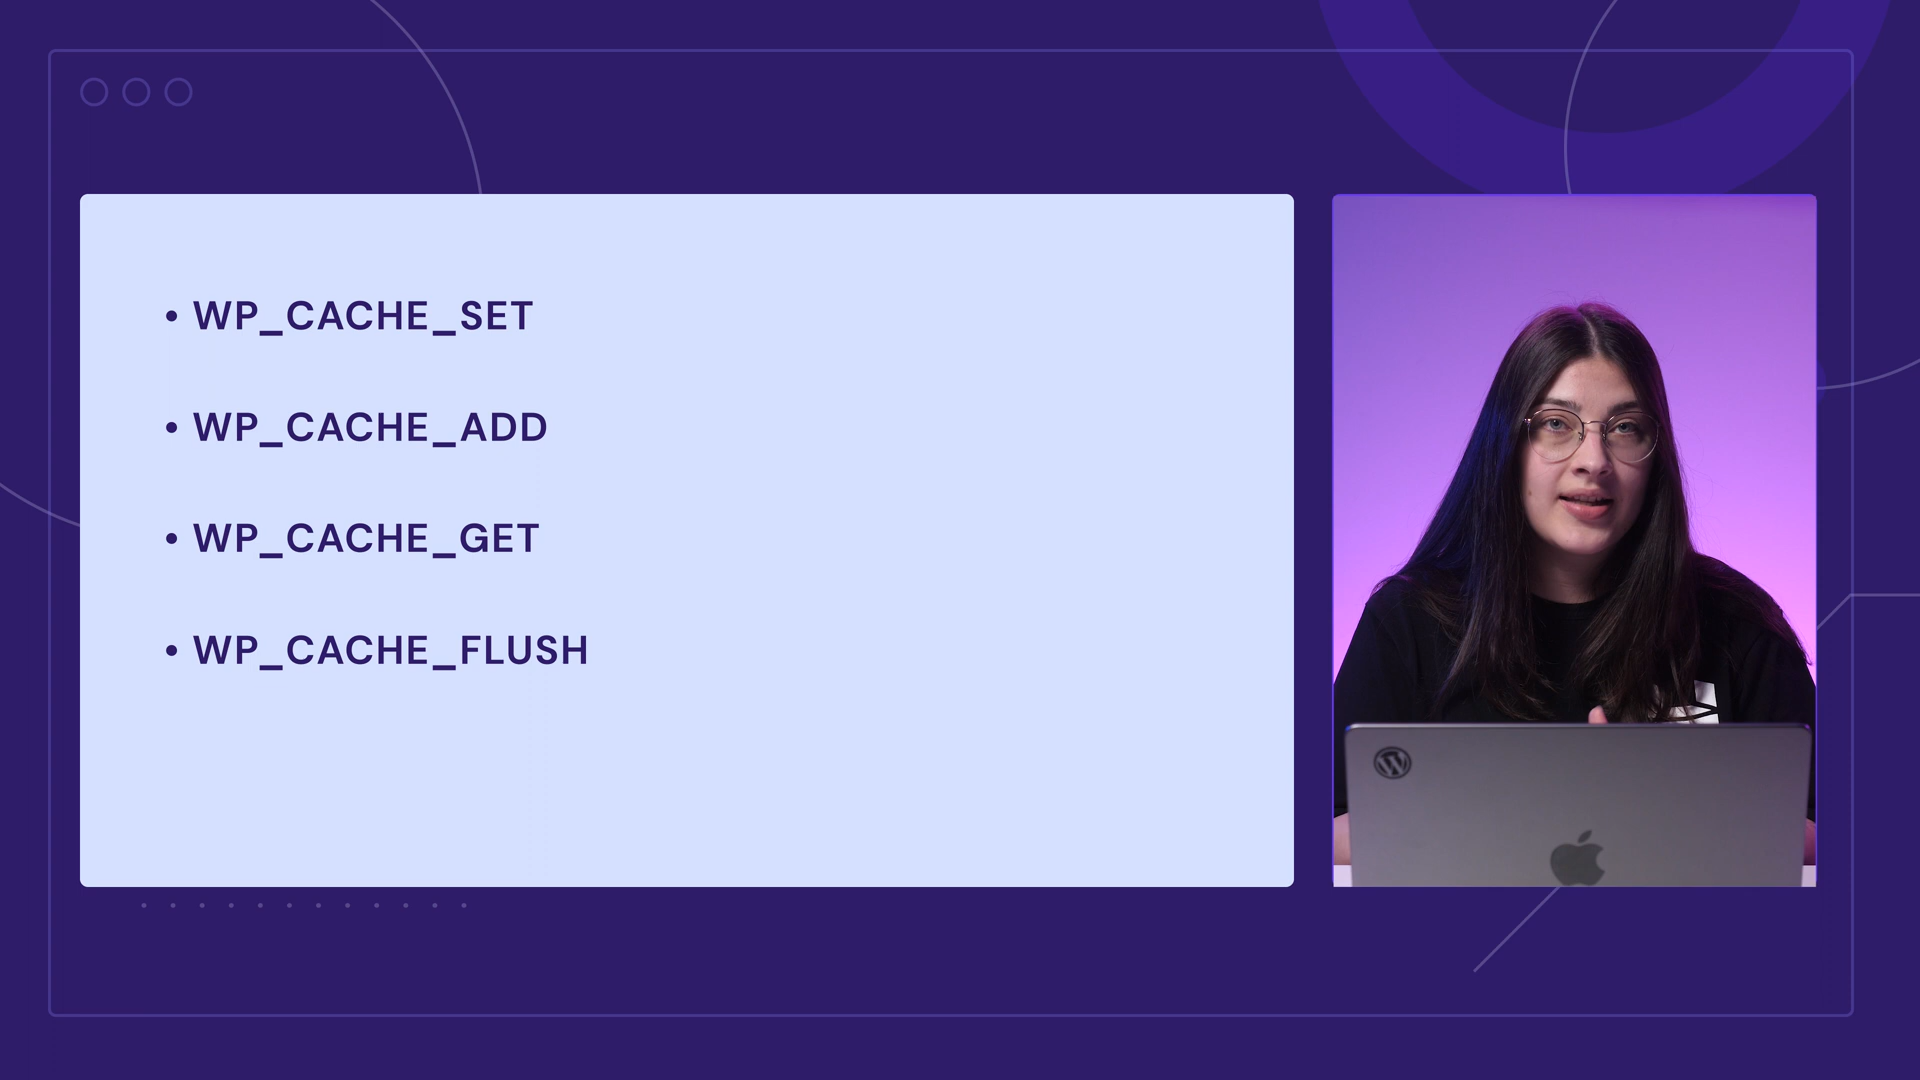 • WP_CACHE_SET
• WP_CACHE_ADD
• WP_CACHE_GET
• WP_CACHE_FLUSH